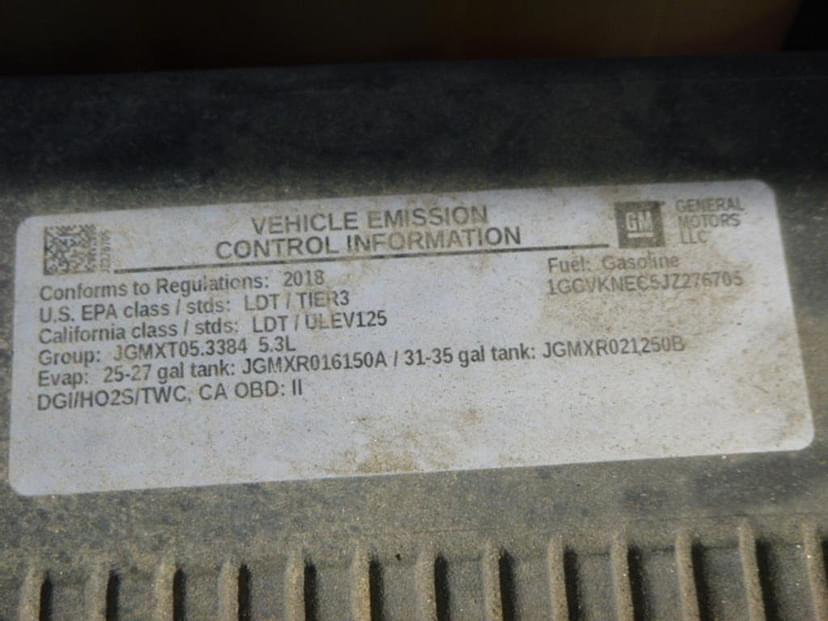 VEHICLE EMISSION
CONTROL INFORMATION
GM
GENERAL
MOTORS
LLC
Conforms to Regulations: 2018
U.S. EPA class / stds: LDT / TIER3
California class / stds: LDT / ULEV125
Group: JGMXT05.3384 5.3L
Evap: 25-27 gal tank: JGMXR016150A / 31-35 gal tank: JGMXR021250B
DGI/HO2S/TWC, CA OBD: II
Fuel: Gasoline
1GCVKNEC5JZ276705